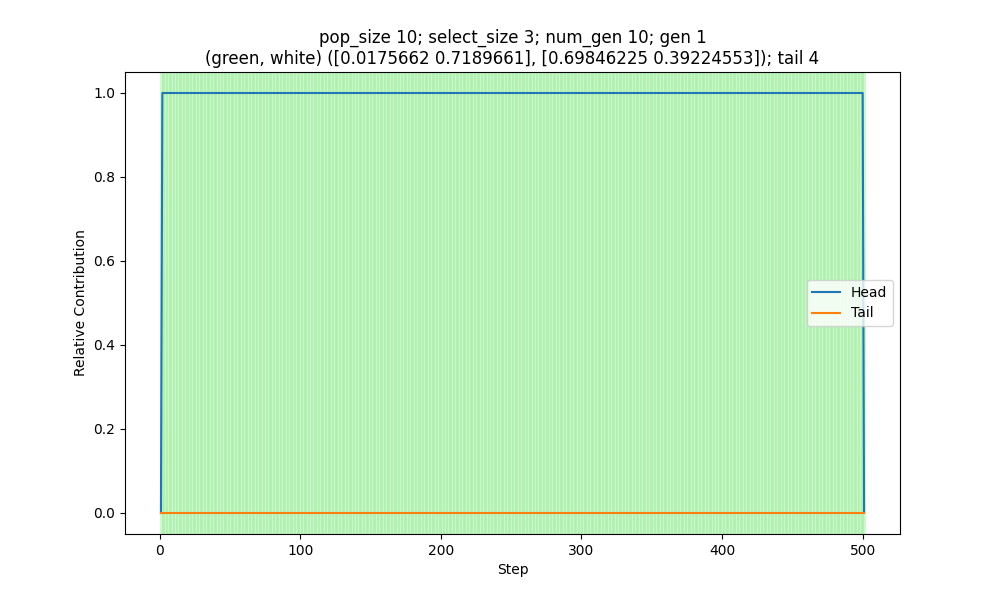 pop_size 10; select_size 3; num_gen 10; gen 1
(green, white) ([0.0175662 0.7189661], [0.69846225 0.39224553]); tail 4
1.0
0.8
0.6
0.4
0.2
0.0
Relative Contribution
Head
Tail
0 100 200 300 400 500
Step